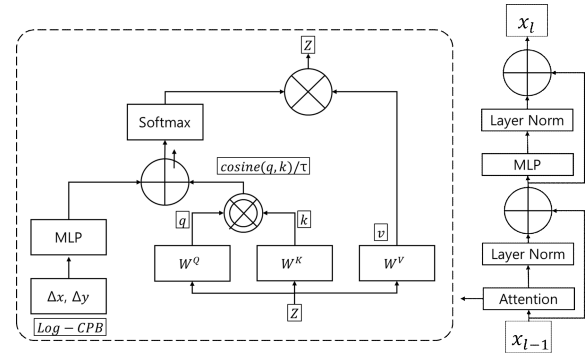 Z
Softmax
cosine(q,k)/τ
q
k
v
MLP
W^Q
W^K
W^V
Δx, Δy
Log − CPB
Z
x_l
Layer Norm
MLP
Layer Norm
Attention
x_{l−1}